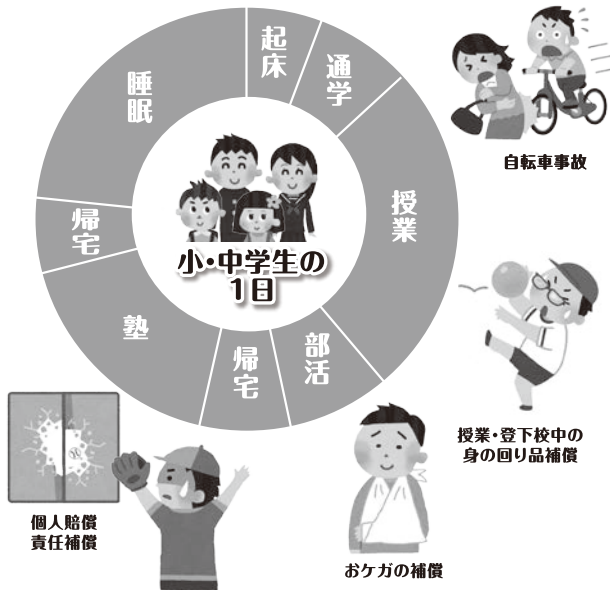 小・中学生の
1日
起床
通学
授業
部活
帰宅
塾
帰宅
睡眠
自転車事故
授業・登下校中の
身の回り品補償
おケガの補償
個人賠償
責任補償